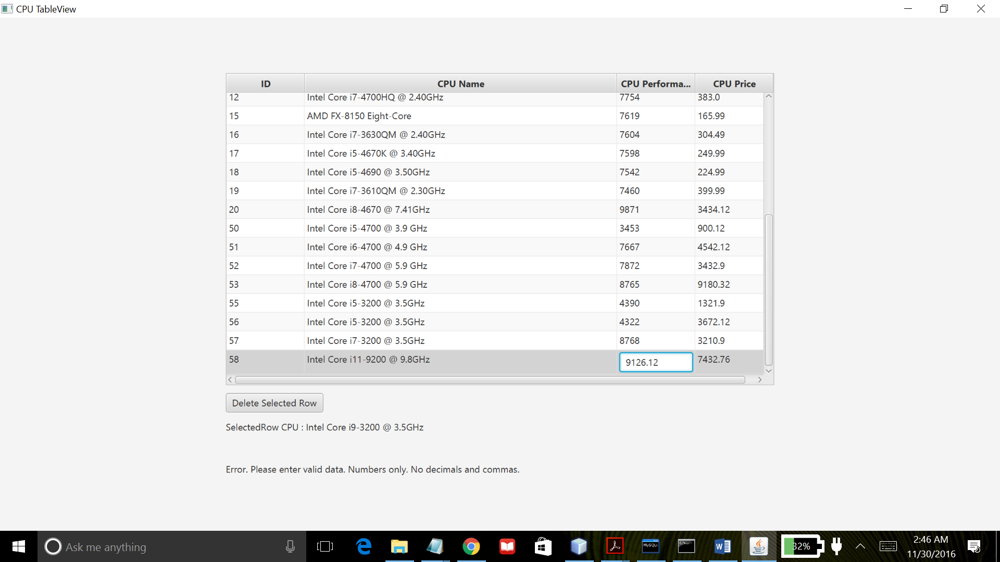 CPU TableView
ID CPU Name CPU Performa... CPU Price
12 Intel Core i7-4700HQ @ 2.40GHz 7754 383.0
15 AMD FX-8150 Eight-Core 7619 165.99
16 Intel Core i7-3630QM @ 2.40GHz 7604 304.49
17 Intel Core i5-4670K @ 3.40GHz 7598 249.99
18 Intel Core i5-4690 @ 3.50GHz 7542 224.99
19 Intel Core i7-3610QM @ 2.30GHz 7460 399.99
20 Intel Core i8-4670 @ 7.41GHz 9871 3434.12
50 Intel Core i5-4700 @ 3.9 GHz 3453 900.12
51 Intel Core i6-4700 @ 4.9 GHz 7667 4542.12
52 Intel Core i7-4700 @ 5.9 GHz 7872 3432.9
53 Intel Core i8-4700 @ 5.9 GHz 8765 9180.32
55 Intel Core i5-3200 @ 3.5GHz 4390 1321.9
56 Intel Core i5-3200 @ 3.5GHz 4322 3672.12
57 Intel Core i7-3200 @ 3.5GHz 8768 3210.9
58 Intel Core i11-9200 @ 9.8GHz 9126.12 7432.76
Delete Selected Row
SelectedRow CPU : Intel Core i9-3200 @ 3.5GHz
Error. Please enter valid data. Numbers only. No decimals and commas.
Ask me anything
MySQL
C:\
W
32%
2:46 AM
11/30/2016